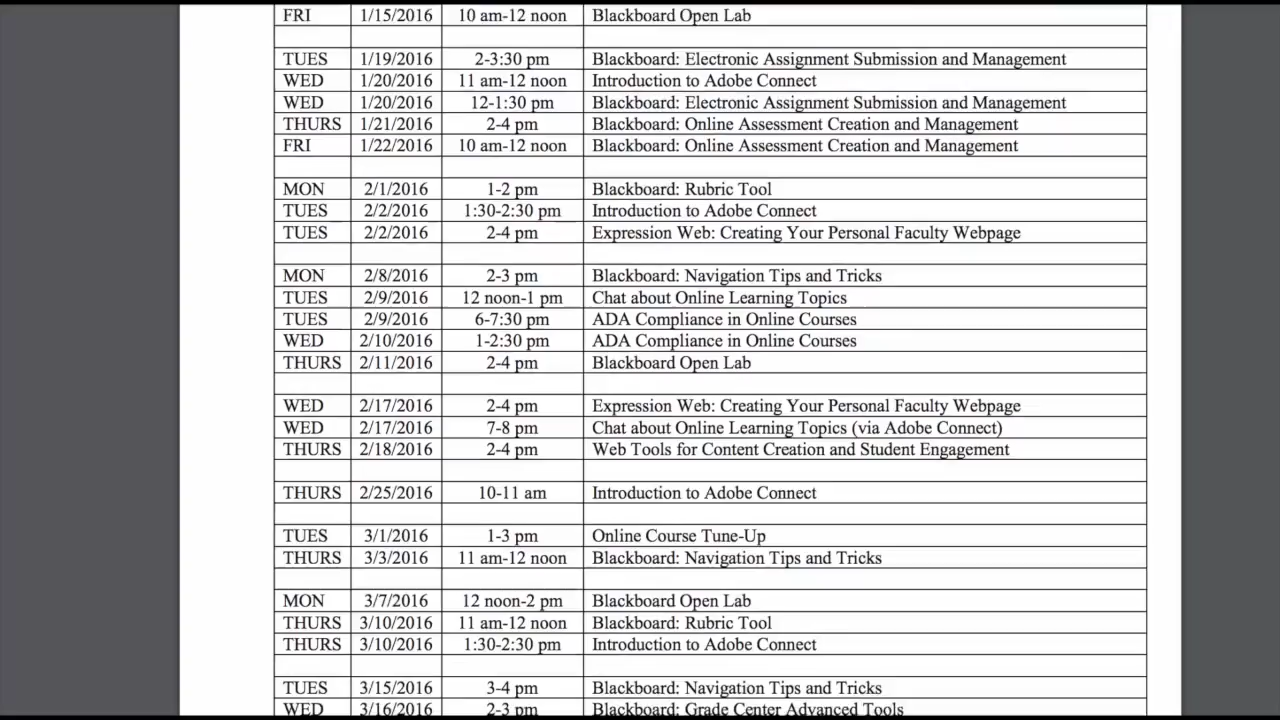 FRI 1/15/2016 10 am-12 noon Blackboard Open Lab
TUES 1/19/2016 2-3:30 pm Blackboard: Electronic Assignment Submission and Management
WED 1/20/2016 11 am-12 noon Introduction to Adobe Connect
WED 1/20/2016 12-1:30 pm Blackboard: Electronic Assignment Submission and Management
THURS 1/21/2016 2-4 pm Blackboard: Online Assessment Creation and Management
FRI 1/22/2016 10 am-12 noon Blackboard: Online Assessment Creation and Management
MON 2/1/2016 1-2 pm Blackboard: Rubric Tool
TUES 2/2/2016 1:30-2:30 pm Introduction to Adobe Connect
TUES 2/2/2016 2-4 pm Expression Web: Creating Your Personal Faculty Webpage
MON 2/8/2016 2-3 pm Blackboard: Navigation Tips and Tricks
TUES 2/9/2016 12 noon-1 pm Chat about Online Learning Topics
TUES 2/9/2016 6-7:30 pm ADA Compliance in Online Courses
WED 2/10/2016 1-2:30 pm ADA Compliance in Online Courses
THURS 2/11/2016 2-4 pm Blackboard Open Lab
WED 2/17/2016 2-4 pm Expression Web: Creating Your Personal Faculty Webpage
WED 2/17/2016 7-8 pm Chat about Online Learning Topics (via Adobe Connect)
THURS 2/18/2016 2-4 pm Web Tools for Content Creation and Student Engagement
THURS 2/25/2016 10-11 am Introduction to Adobe Connect
TUES 3/1/2016 1-3 pm Online Course Tune-Up
THURS 3/3/2016 11 am-12 noon Blackboard: Navigation Tips and Tricks
MON 3/7/2016 12 noon-2 pm Blackboard Open Lab
THURS 3/10/2016 11 am-12 noon Blackboard: Rubric Tool
THURS 3/10/2016 1:30-2:30 pm Introduction to Adobe Connect
TUES 3/15/2016 3-4 pm Blackboard: Navigation Tips and Tricks
WED 3/16/2016 2-3 pm Blackboard: Grade Center Advanced Tools